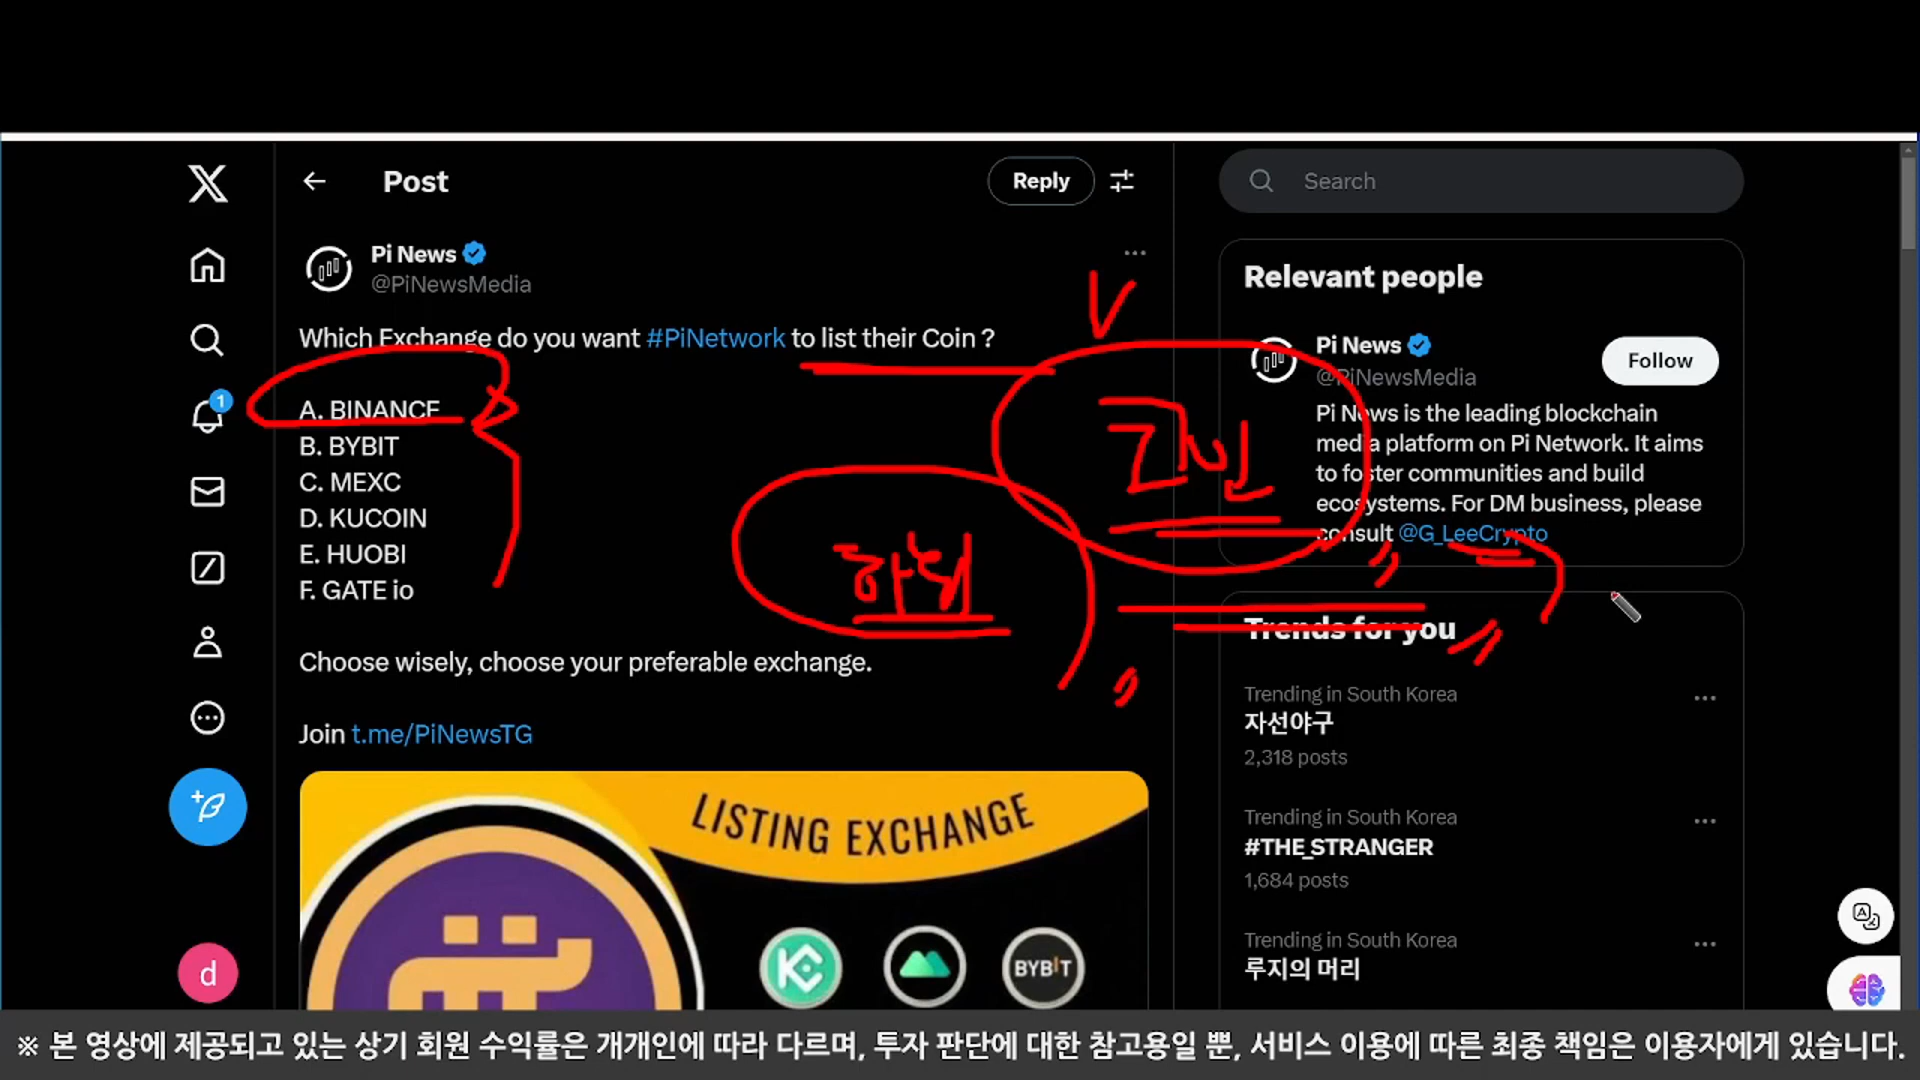 Post
Reply
Search
Pi News
@PiNewsMedia
Which Exchange do you want #PiNetwork to list their Coin ?
A. BINANCE
B. BYBIT
C. MEXC
D. KUCOIN
E. HUOBI
F. GATE io
Choose wisely, choose your preferable exchange.
Join t.me/PiNewsTG
LISTING EXCHANGE
BYBIT
Relevant people
Pi News
@PiNewsMedia
Follow
Pi News is the leading blockchain
media platform on Pi Network. It aims
to foster communities and build
ecosystems. For DM business, please
consult @G_LeeCrypto
Trends for you
Trending in South Korea
자선야구
2,318 posts
Trending in South Korea
#THE_STRANGER
1,684 posts
Trending in South Korea
루지의 머리
1
d
※ 본 영상에 제공되고 있는 상기 회원 수익률은 개개인에 따라 다르며, 투자 판단에 대한 참고용일 뿐, 서비스 이용에 따른 최종 책임은 이용자에게 있습니다.